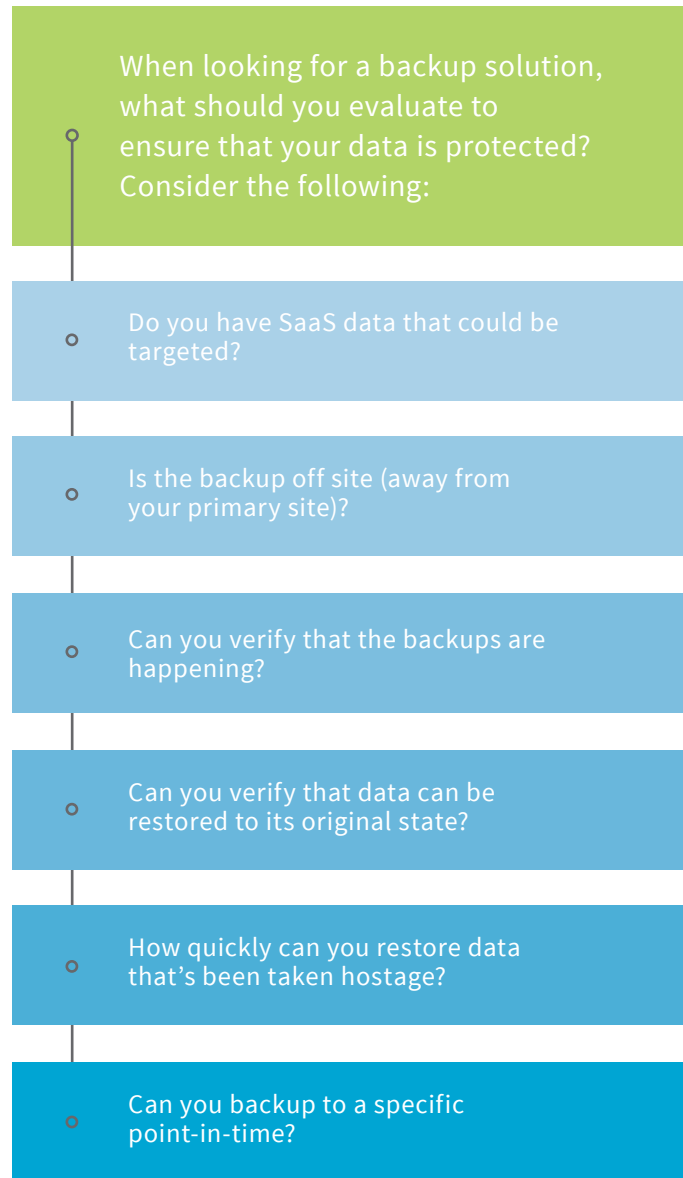 When looking for a backup solution,
what should you evaluate to
ensure that your data is protected?
Consider the following:
Do you have SaaS data that could be
targeted?
Is the backup off site (away from
your primary site)?
Can you verify that the backups are
happening?
Can you verify that data can be
restored to its original state?
How quickly can you restore data
that’s been taken hostage?
Can you backup to a specific
point-in-time?